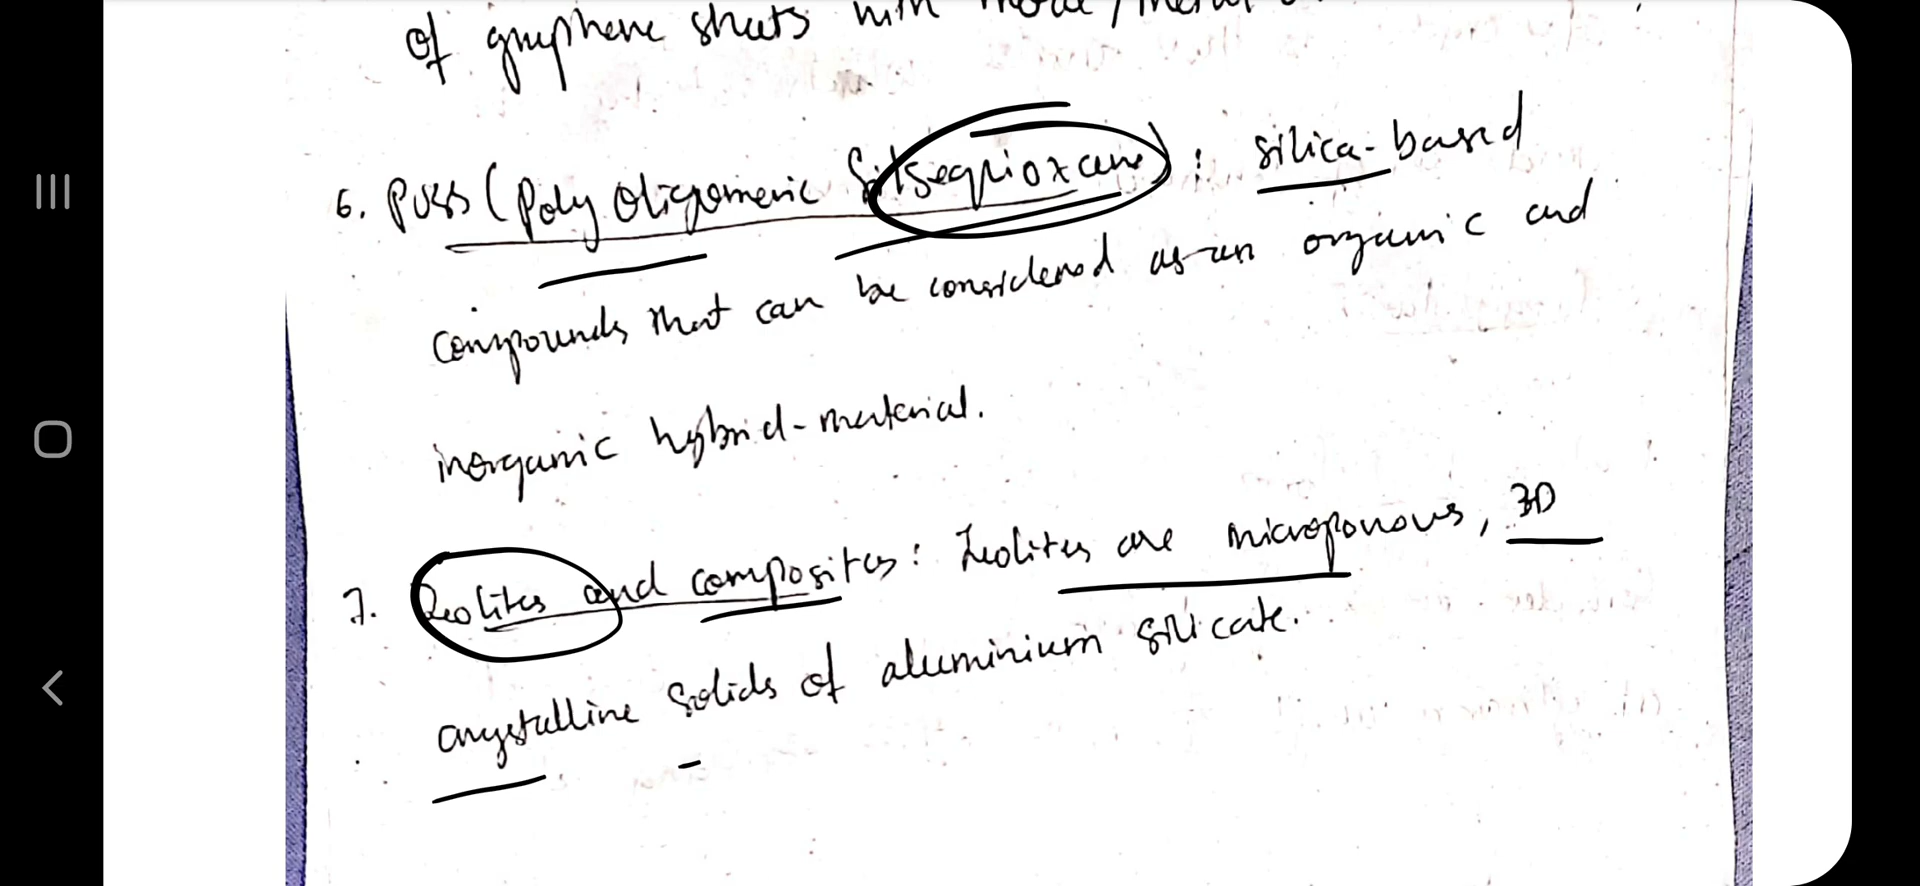 of graphene sheets with
6. POSS (Poly Oligomeric Silseqrioxane) : silica-based
compounds that can be considered as an organic and
inorganic hybrid-material.
7. Zeolites and composites : Zeolites are microporous, 3D
crystalline solids of aluminium silicate.